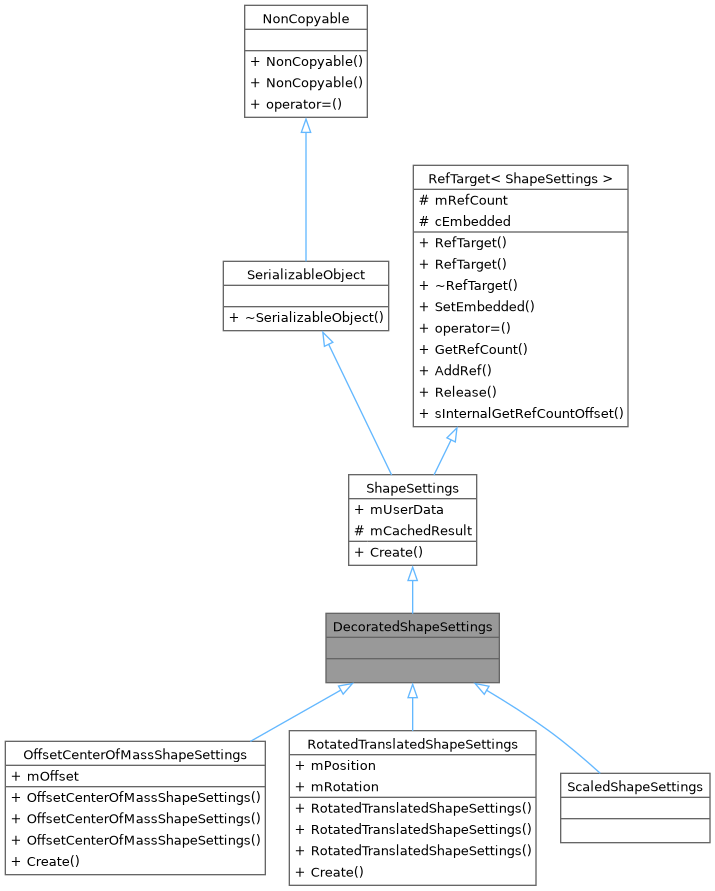 NonCopyable
+ NonCopyable()
+ NonCopyable()
+ operator=()
RefTarget< ShapeSettings >
# mRefCount
# cEmbedded
+ RefTarget()
+ RefTarget()
+ ~RefTarget()
+ SetEmbedded()
+ operator=()
+ GetRefCount()
+ AddRef()
+ Release()
+ sInternalGetRefCountOffset()
SerializableObject
+ ~SerializableObject()
ShapeSettings
+ mUserData
# mCachedResult
+ Create()
DecoratedShapeSettings
OffsetCenterOfMassShapeSettings
+ mOffset
+ OffsetCenterOfMassShapeSettings()
+ OffsetCenterOfMassShapeSettings()
+ OffsetCenterOfMassShapeSettings()
+ Create()
RotatedTranslatedShapeSettings
+ mPosition
+ mRotation
+ RotatedTranslatedShapeSettings()
+ RotatedTranslatedShapeSettings()
+ RotatedTranslatedShapeSettings()
+ Create()
ScaledShapeSettings